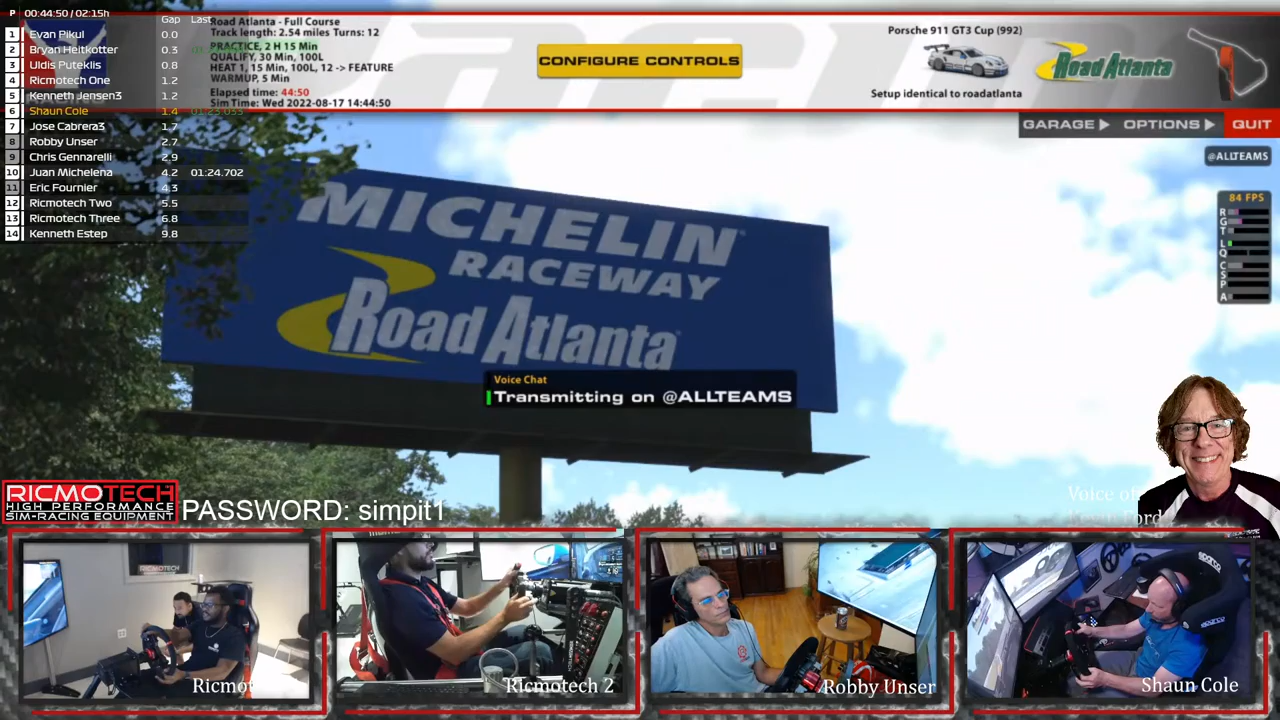 P 00:44:50 / 02:15h Gap Last
1 Evan Pikul 0.0
2 Bryan Heitkotter 0.3
3 Uldis Puteklis 0.8
4 Ricmotech One 1.2
5 Kenneth Jensen3 1.2
6 Shaun Cole 1.4 01:23.035
7 Jose Cabrera3 1.7
8 Robby Unser 2.7
9 Chris Gennarelli 2.9
10 Juan Michelena 4.2 01:24.702
11 Eric Fournier 4.3
12 Ricmotech Two 5.5
13 Ricmotech Three 6.8
14 Kenneth Estep 9.8
Road Atlanta - Full Course
Track length: 2.54 miles Turns: 12
PRACTICE, 2 H 15 Min
QUALIFY, 30 Min, 100L
HEAT 1, 15 Min, 100L, 12 -> FEATURE
WARMUP, 5 Min
Elapsed time: 44:50
Sim Time: Wed 2022-08-17 14:44:50
CONFIGURE CONTROLS
Porsche 911 GT3 Cup (992)
Setup identical to roadatlanta
Road Atlanta
GARAGE OPTIONS QUIT
@ALLTEAMS
84 FPS
R
G
T
L
Q
C
S
P
A
MICHELIN
RACEWAY
Road Atlanta
Voice Chat
Transmitting on @ALLTEAMS
Voice of
RICMOTECH
HIGH PERFORMANCE
SIM-RACING EQUIPMENT
PASSWORD: simpit1
RICMOTECH
Ricmot
Ricmotech 2
Robby Unser
SPARCO
Shaun Cole